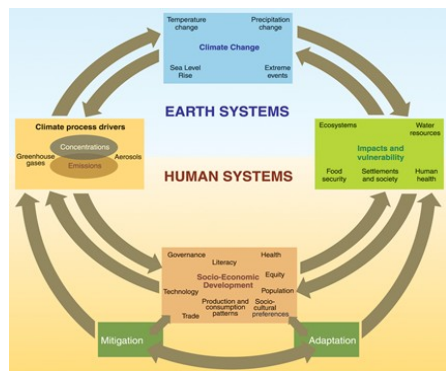 Temperature
change
Precipitation
change
Climate Change
Sea Level
Rise
Extreme
events
EARTH SYSTEMS
Climate process drivers
Concentrations
Greenhouse
gases
Aerosols
Emissions
Ecosystems
Water
resources
Impacts and
vulnerability
Food
security
Settlements
and society
Human
health
HUMAN SYSTEMS
Governance
Health
Literacy
Equity
Socio-Economic
Development
Technology
Population
Production and
consumption
patterns
Socio-
cultural
preferences
Trade
Mitigation
Adaptation